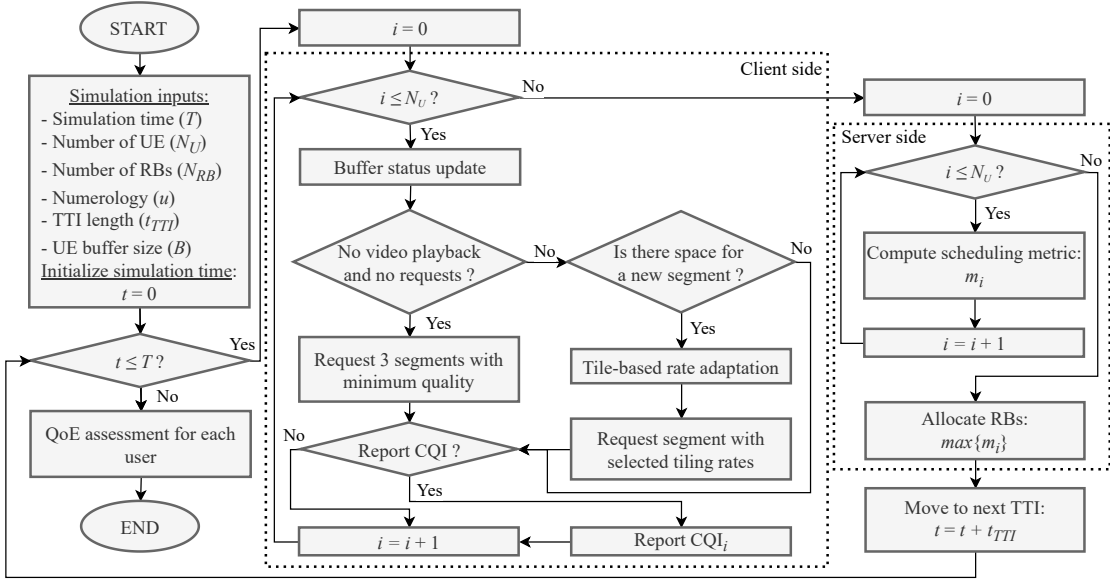 START
Simulation inputs:
- Simulation time (T)
- Number of UE (N_U)
- Number of RBs (N_RB)
- Numerology (u)
- TTI length (t_TTI)
- UE buffer size (B)
Initialize simulation time:
t = 0
t ≤ T ?
Yes
No
QoE assessment for each
user
END
i = 0
Client side
i ≤ N_U ?
No
Yes
Buffer status update
No video playback
and no requests ?
No
Yes
Is there space for
a new segment ?
No
Yes
Request 3 segments with
minimum quality
Tile-based rate adaptation
Request segment with
selected tiling rates
Report CQI ?
No
Yes
i = i + 1
Report CQI_i
i = 0
Server side
i ≤ N_U ?
No
Yes
Compute scheduling metric:
m_i
i = i + 1
Allocate RBs:
max{m_i}
Move to next TTI:
t = t + t_TTI